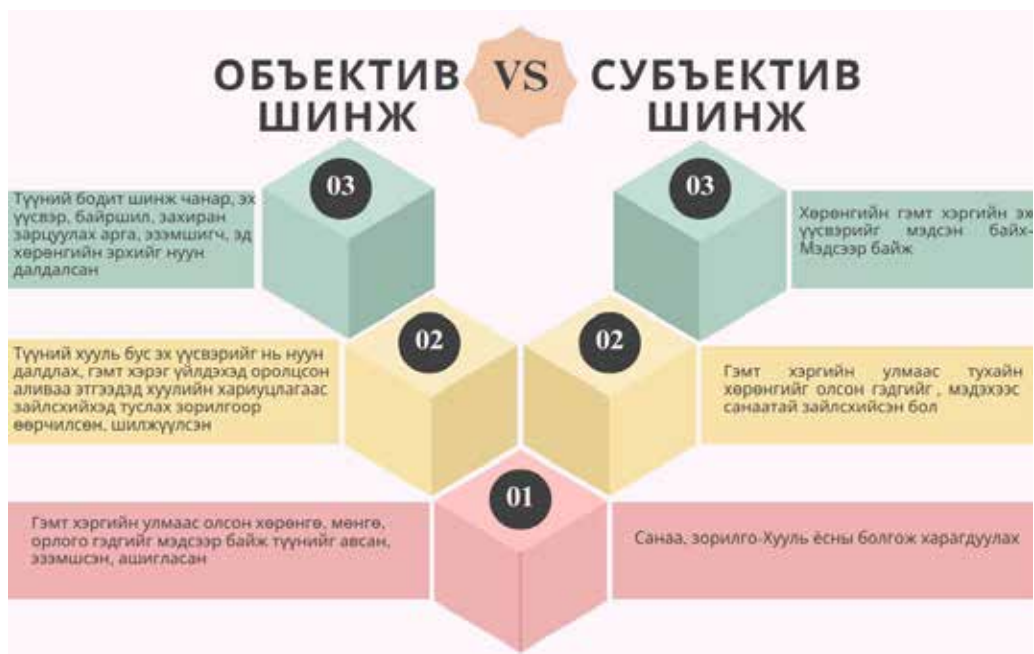 ОБЪЕКТИВ
ШИНЖ
VS
СУБЪЕКТИВ
ШИНЖ
03
Түүний бодит шинж чанар, эх
үүсвэр, байршил, захиран
зарцуулах арга, эзэмшигч, эд
хөрөнгийн эрхийг нуун
далдалсан
03
Хөрөнгийн гэмт хэргийн эх
үүсвэрийг мэдсэн байх-
Мэдсээр байж
02
Түүний хууль бус эх үүсвэрийг нь нуун
далдлах, гэмт хэрэг үйлдэхэд оролцсон
аливаа этгээдэд хуулийн хариуцлагаас
зайлсхийхэд туслах зорилгоор
өөрчилсөн, шилжүүлсэн
02
Гэмт хэргийн улмаас тухайн
хөрөнгийг олсон гэдгийг , мэдэхээс
санаатай зайлсхийсэн бол
01
Гэмт хэргийн улмаас олсон хөрөнгө, мөнгө,
орлого гэдгийг мэдсээр байж түүнийг авсан,
эзэмшсэн, ашигласан
Санаа, зорилго-Хууль ёсны болгож харагдуулах